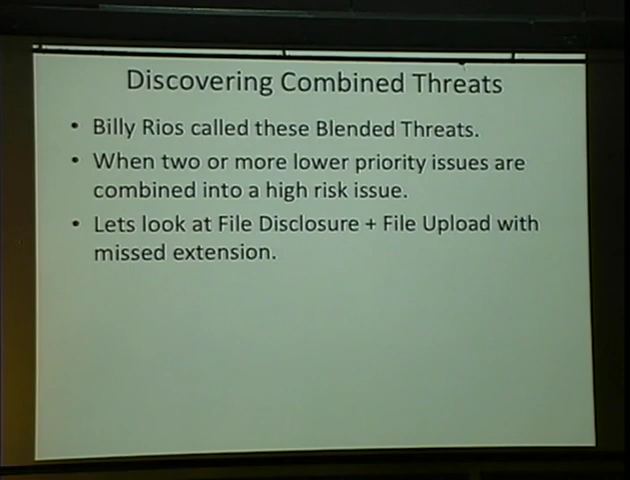 Discovering Combined Threats
• Billy Rios called these Blended Threats.
• When two or more lower priority issues are
combined into a high risk issue.
• Lets look at File Disclosure + File Upload with
missed extension.